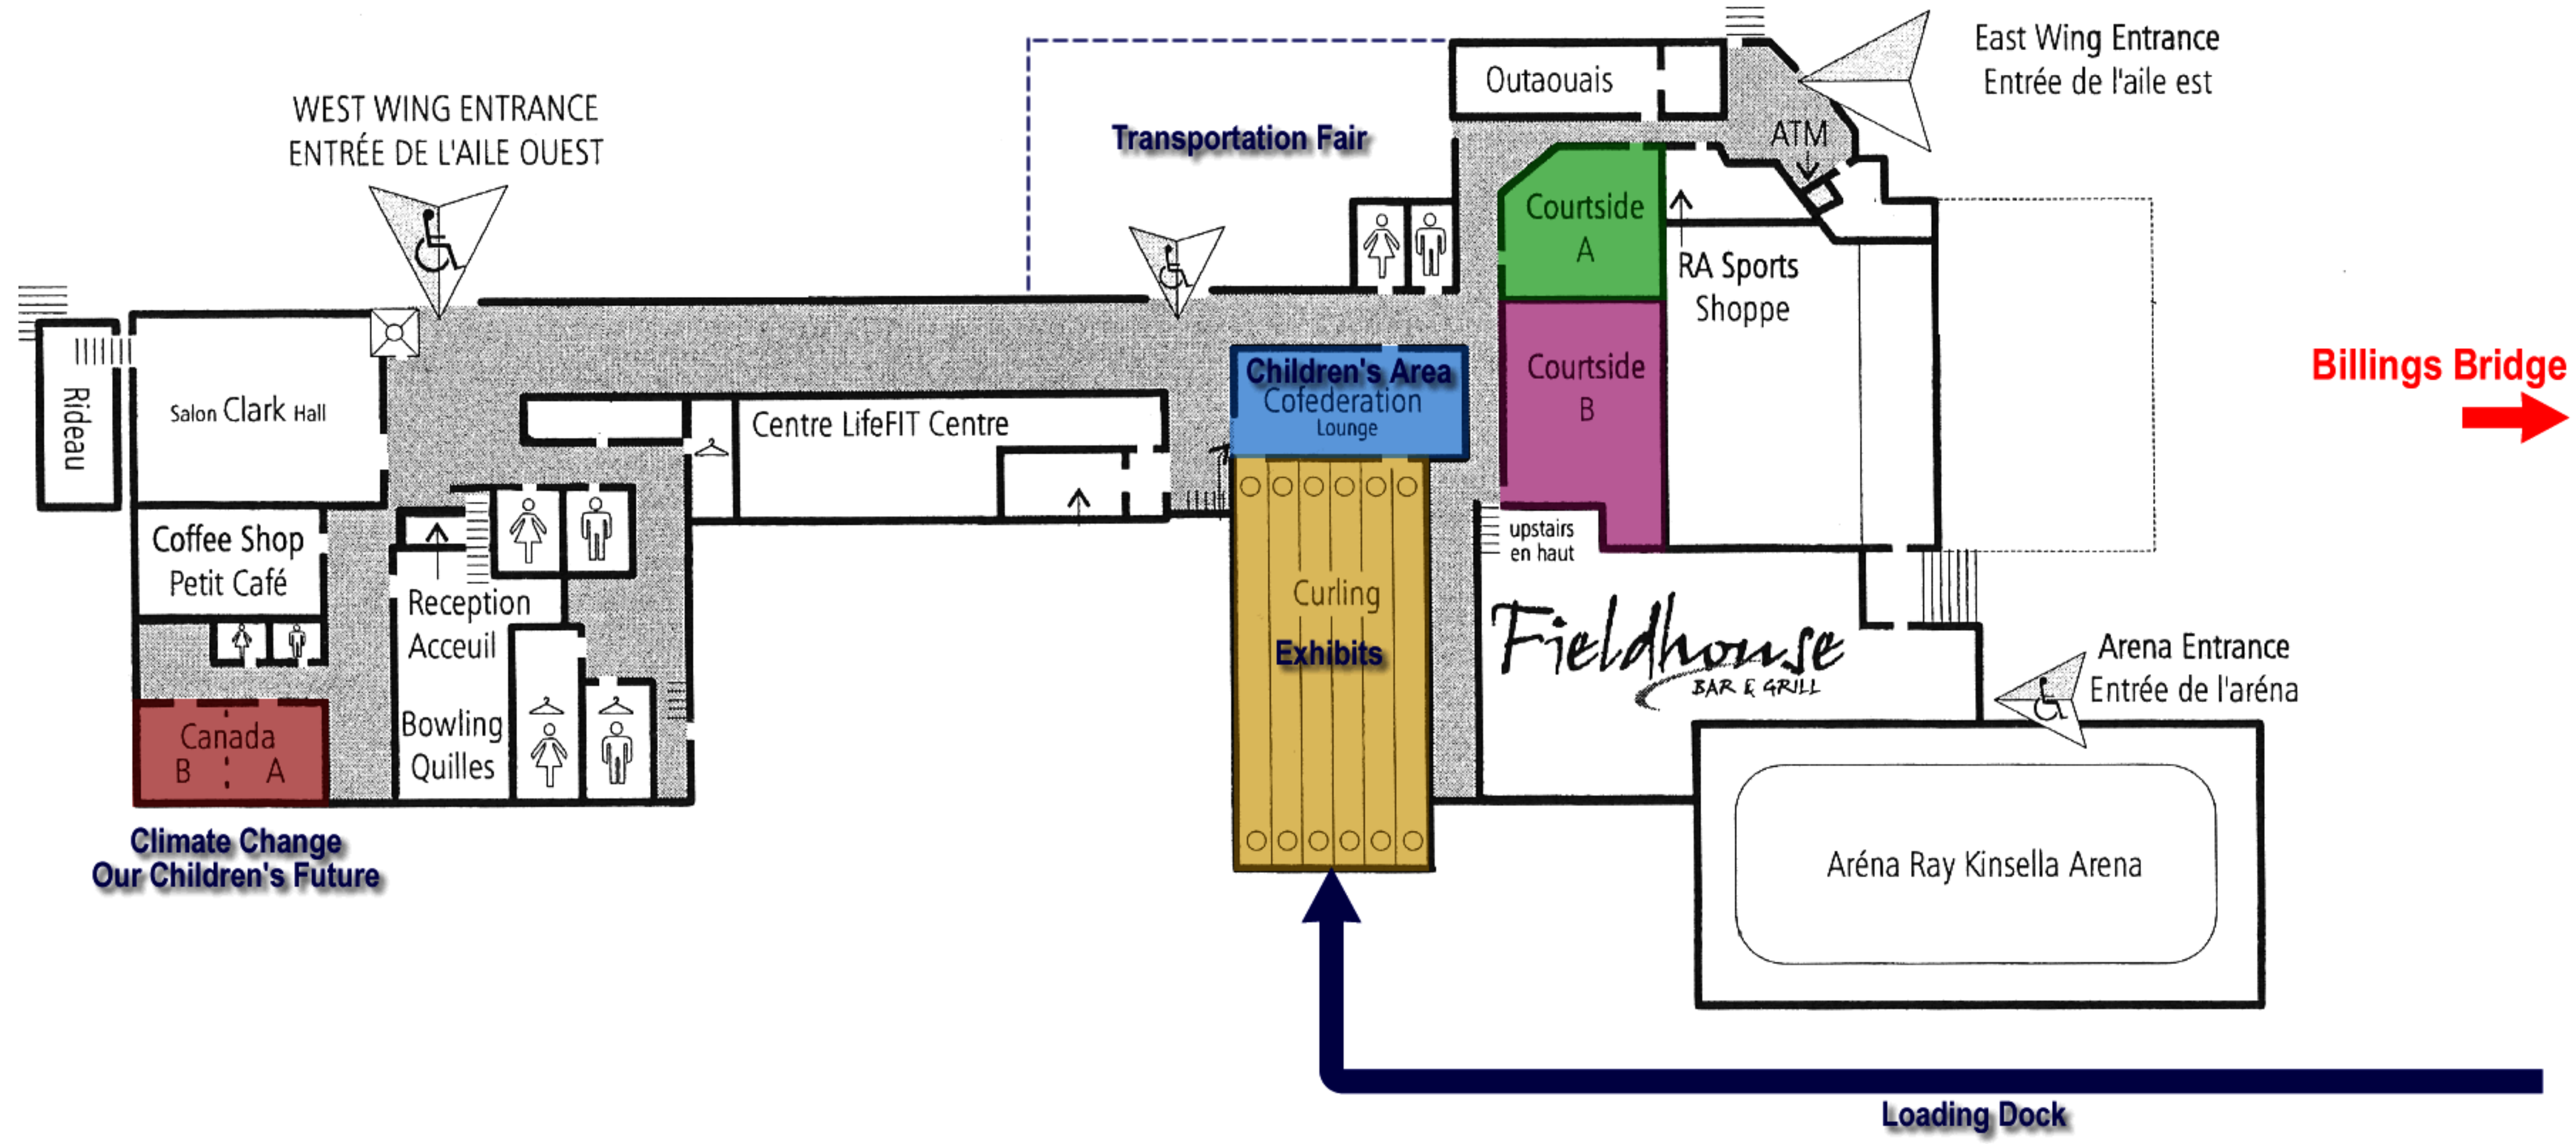 East Wing Entrance
Entrée de l'aile est
Outaouais
WEST WING ENTRANCE
ENTRÉE DE L'AILE OUEST
Transportation Fair
ATM
Courtside
A
RA Sports
Shoppe
Billings Bridge
Children's Area
Cofederation
Lounge
Courtside
B
Rideau
Salon Clark Hall
Centre LifeFIT Centre
Coffee Shop
Petit Café
upstairs
en haut
Reception
Acceuil
Curling
Exhibits
Fieldhouse
BAR & GRILL
Arena Entrance
Entrée de l'aréna
Canada
B A
Bowling
Quilles
Climate Change
Our Children's Future
Aréna Ray Kinsella Arena
Loading Dock